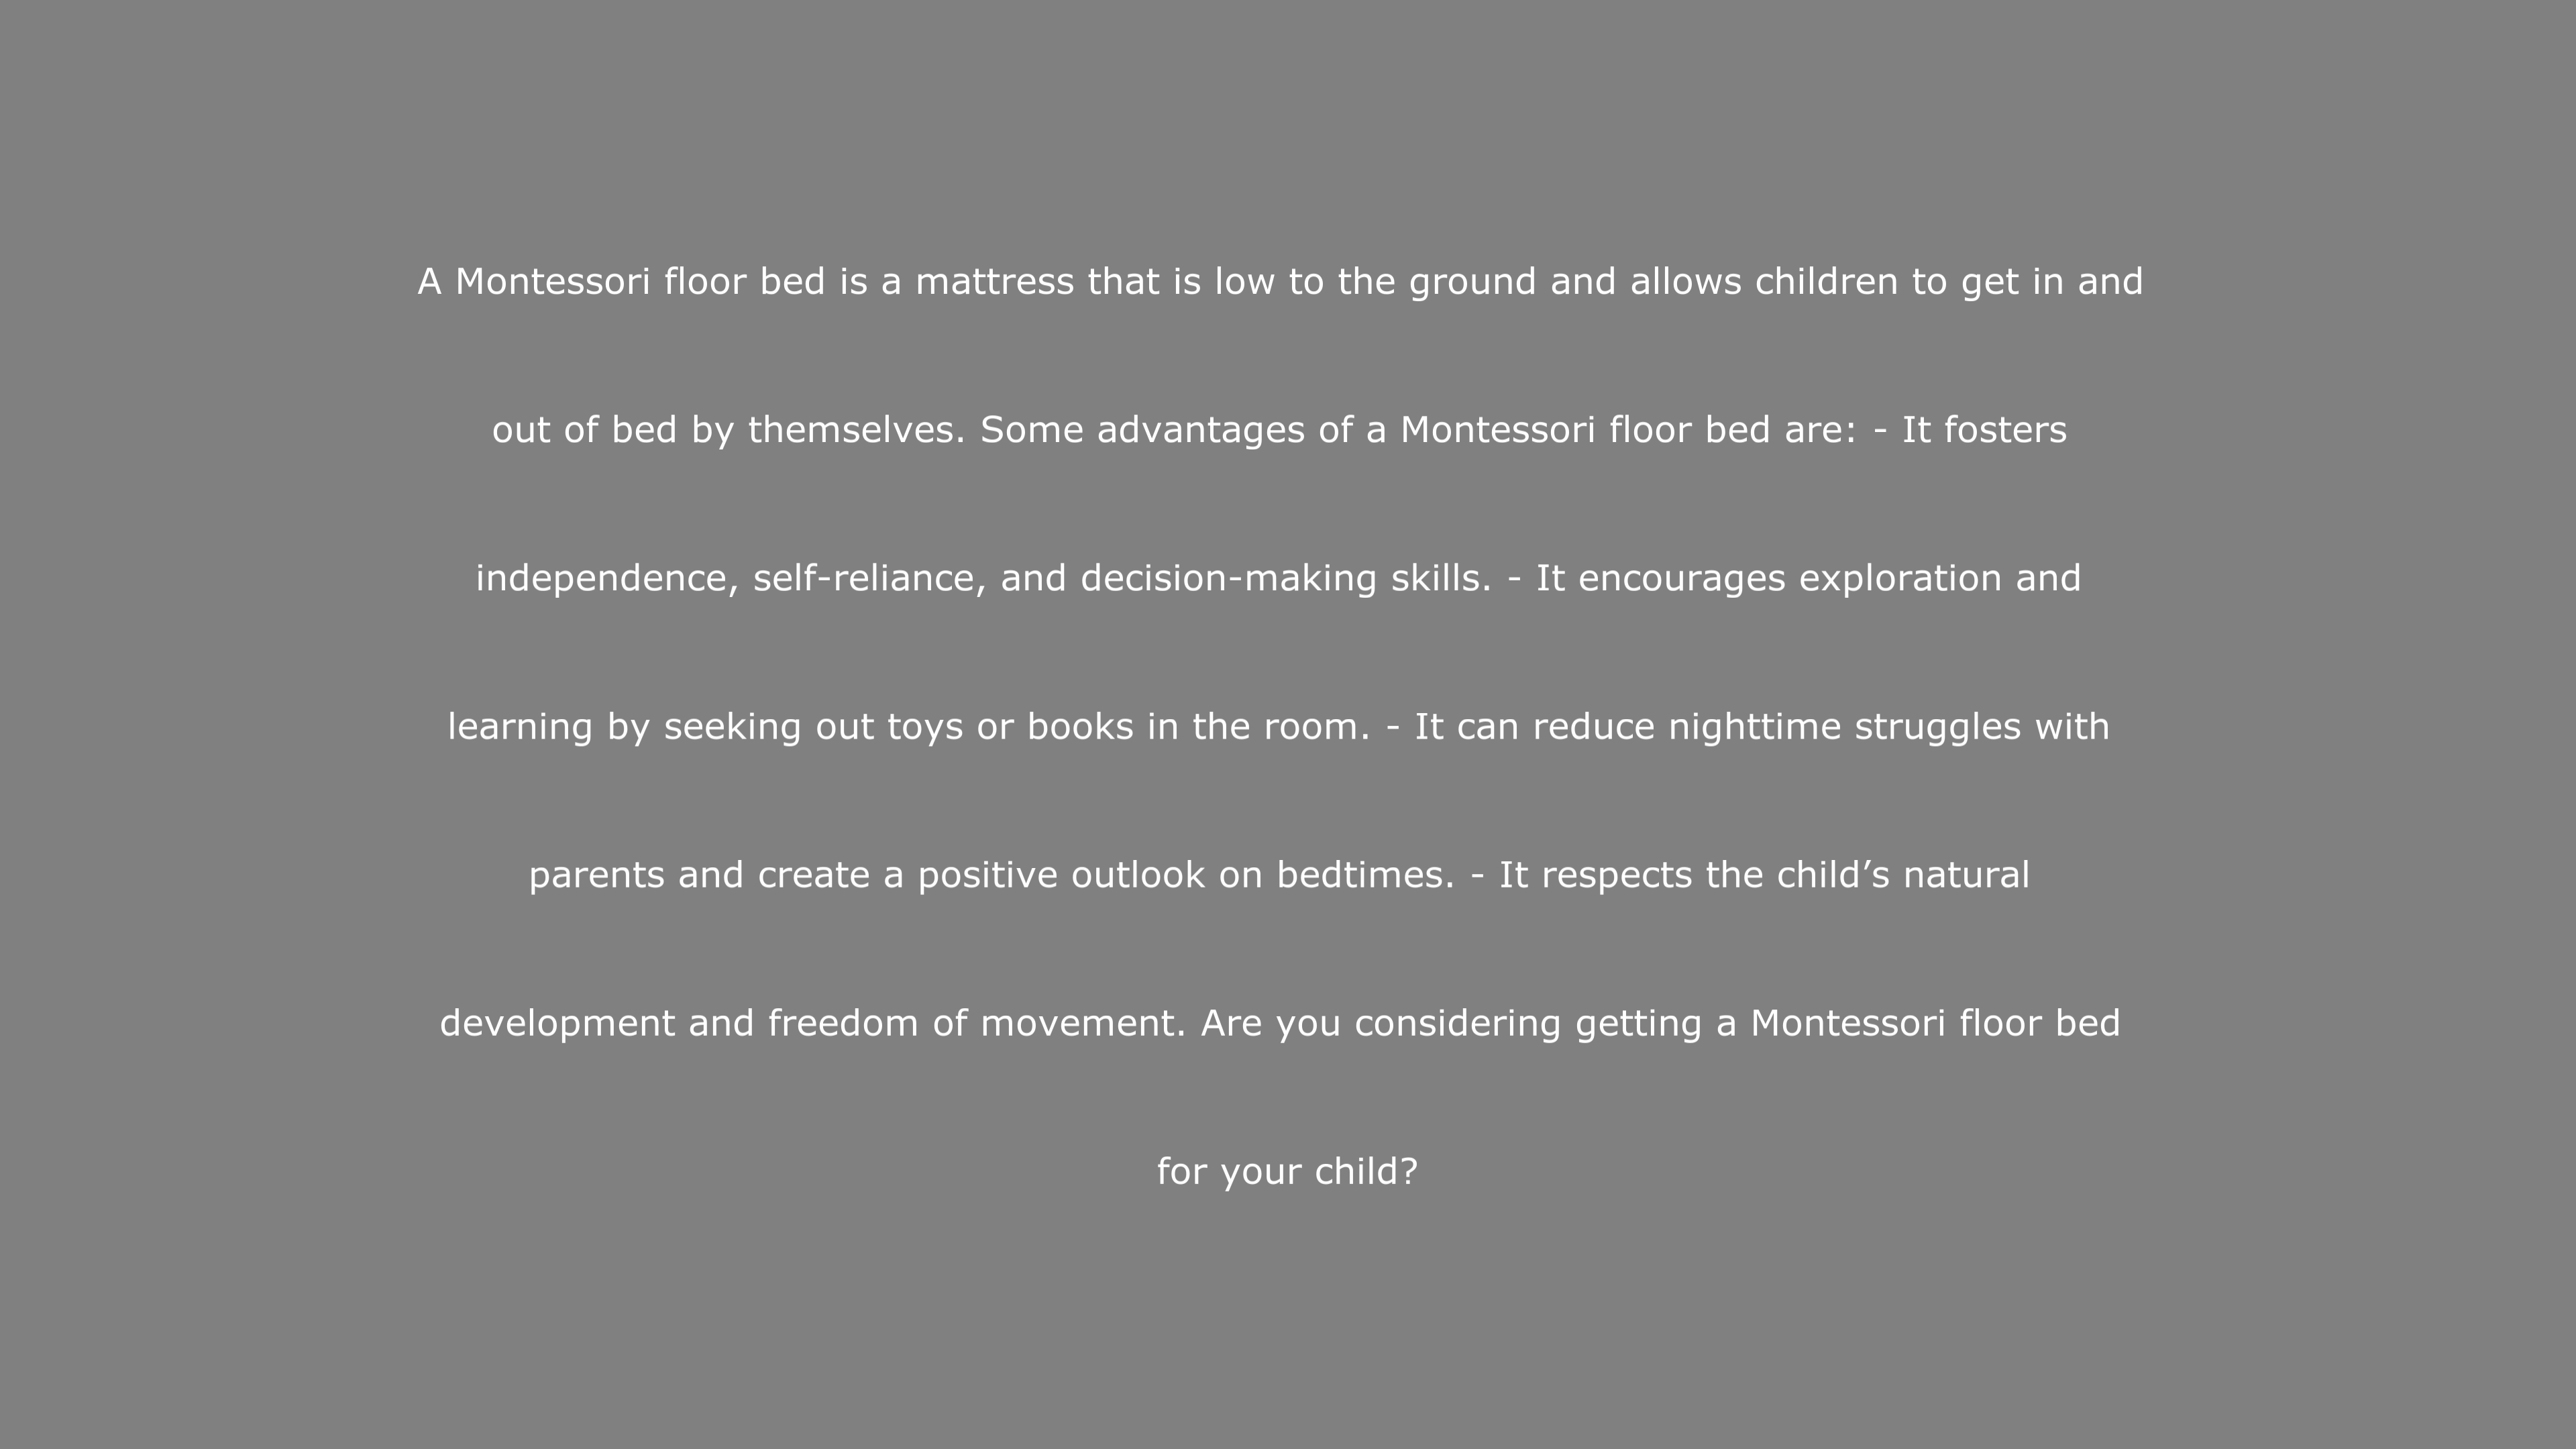 A Montessori floor bed is a mattress that is low to the ground and allows children to get in and
out of bed by themselves. Some advantages of a Montessori floor bed are: - It fosters
independence, self-reliance, and decision-making skills. - It encourages exploration and
learning by seeking out toys or books in the room. - It can reduce nighttime struggles with
parents and create a positive outlook on bedtimes. - It respects the child’s natural
development and freedom of movement. Are you considering getting a Montessori floor bed
for your child?